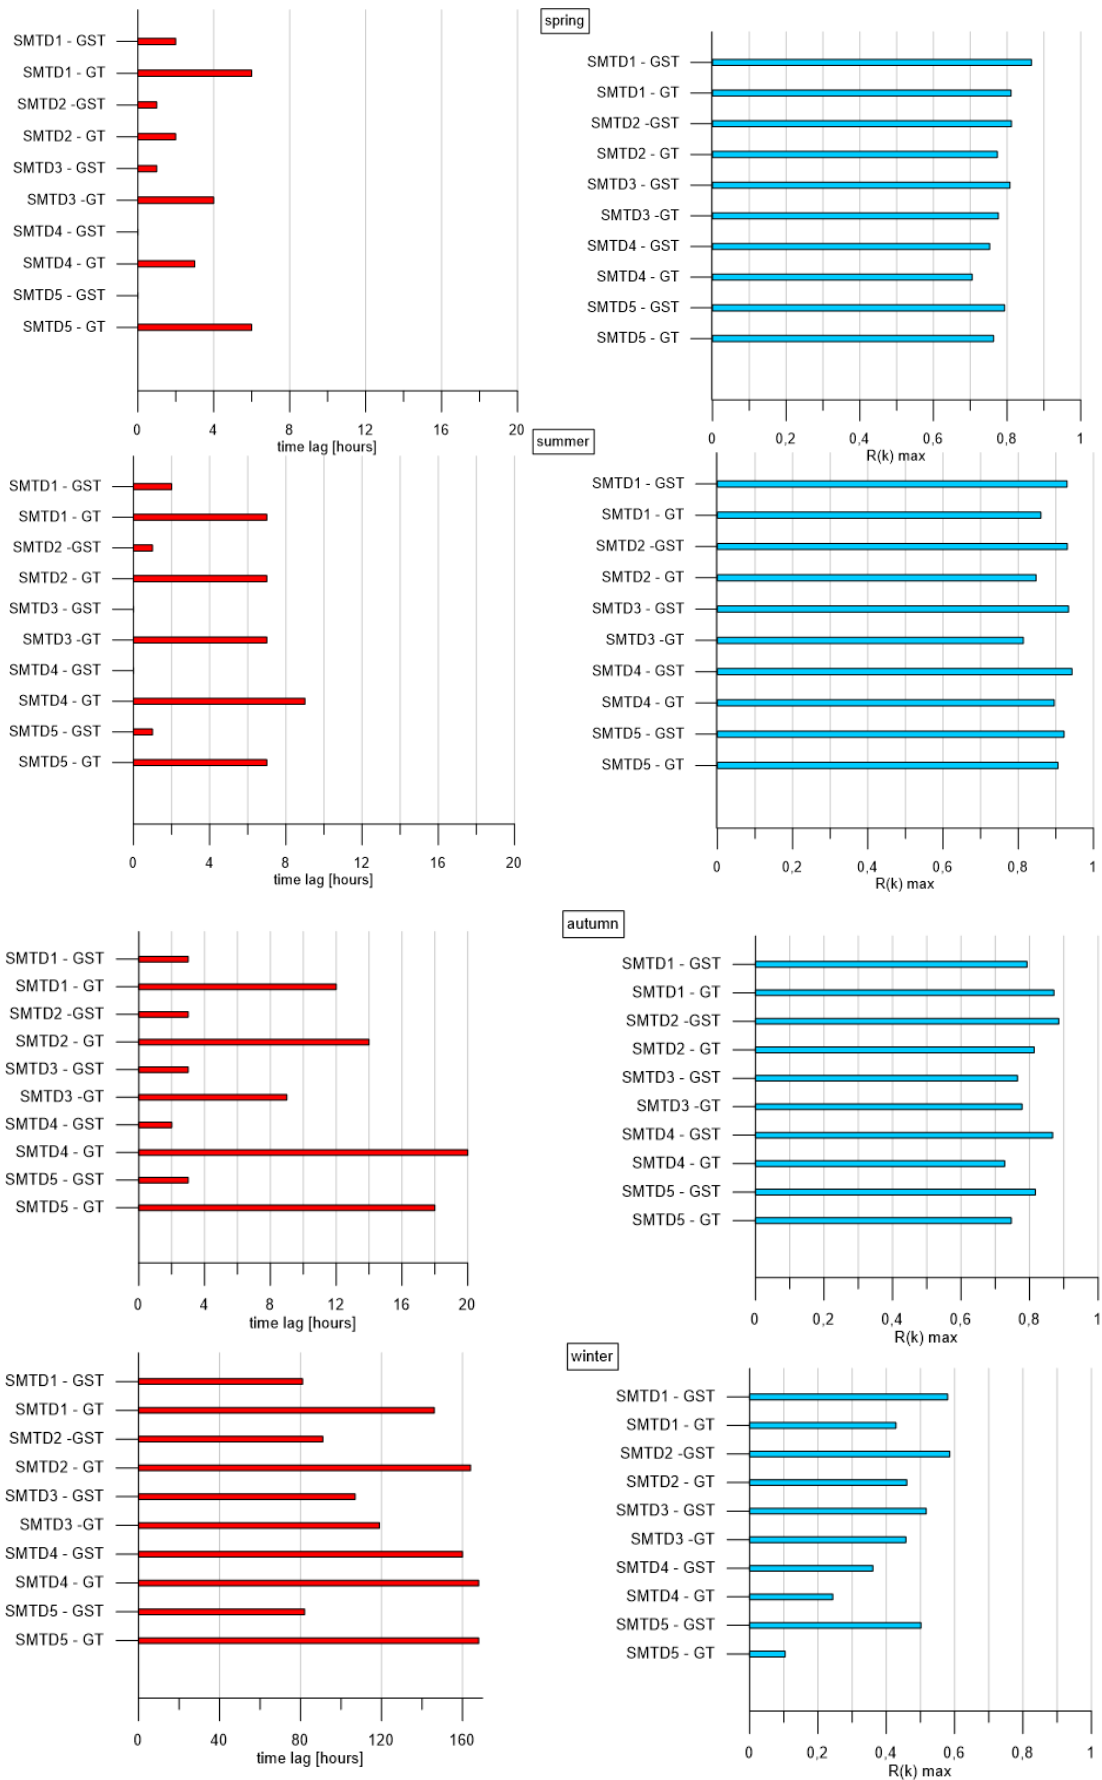 spring
SMTD1 - GST
SMTD1 - GT
SMTD2 -GST
SMTD2 - GT
SMTD3 - GST
SMTD3 -GT
SMTD4 - GST
SMTD4 - GT
SMTD5 - GST
SMTD5 - GT
0 4 8 12 16 20
time lag [hours]
SMTD1 - GST
SMTD1 - GT
SMTD2 -GST
SMTD2 - GT
SMTD3 - GST
SMTD3 -GT
SMTD4 - GST
SMTD4 - GT
SMTD5 - GST
SMTD5 - GT
0 0,2 0,4 0,6 0,8 1
R(k) max
summer
SMTD1 - GST
SMTD1 - GT
SMTD2 -GST
SMTD2 - GT
SMTD3 - GST
SMTD3 -GT
SMTD4 - GST
SMTD4 - GT
SMTD5 - GST
SMTD5 - GT
0 4 8 12 16 20
time lag [hours]
SMTD1 - GST
SMTD1 - GT
SMTD2 -GST
SMTD2 - GT
SMTD3 - GST
SMTD3 -GT
SMTD4 - GST
SMTD4 - GT
SMTD5 - GST
SMTD5 - GT
0 0,2 0,4 0,6 0,8 1
R(k) max
autumn
SMTD1 - GST
SMTD1 - GT
SMTD2 -GST
SMTD2 - GT
SMTD3 - GST
SMTD3 -GT
SMTD4 - GST
SMTD4 - GT
SMTD5 - GST
SMTD5 - GT
0 4 8 12 16 20
time lag [hours]
SMTD1 - GST
SMTD1 - GT
SMTD2 -GST
SMTD2 - GT
SMTD3 - GST
SMTD3 -GT
SMTD4 - GST
SMTD4 - GT
SMTD5 - GST
SMTD5 - GT
0 0,2 0,4 0,6 0,8 1
R(k) max
winter
SMTD1 - GST
SMTD1 - GT
SMTD2 -GST
SMTD2 - GT
SMTD3 - GST
SMTD3 -GT
SMTD4 - GST
SMTD4 - GT
SMTD5 - GST
SMTD5 - GT
0 40 80 120 160
time lag [hours]
SMTD1 - GST
SMTD1 - GT
SMTD2 -GST
SMTD2 - GT
SMTD3 - GST
SMTD3 -GT
SMTD4 - GST
SMTD4 - GT
SMTD5 - GST
SMTD5 - GT
0 0,2 0,4 0,6 0,8 1
R(k) max